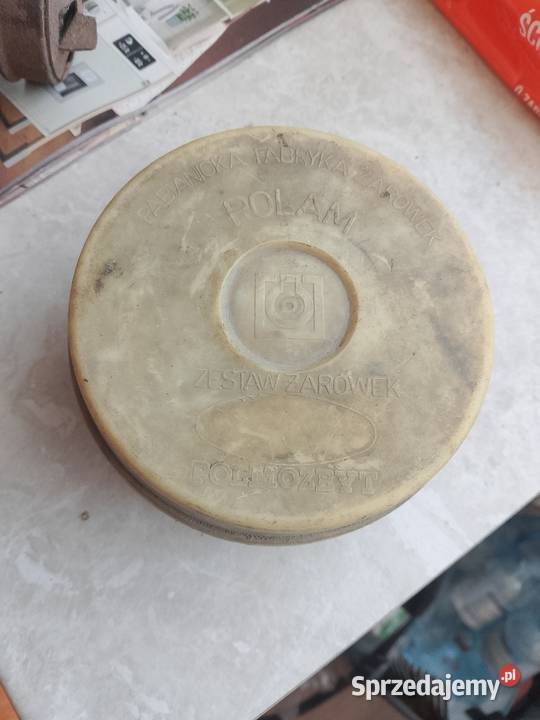 PABIANICKA FABRYKA ŻARÓWEK
POLAM
ZESTAW ŻARÓWEK
POLMOZBYT
Sprzedajemy.pl